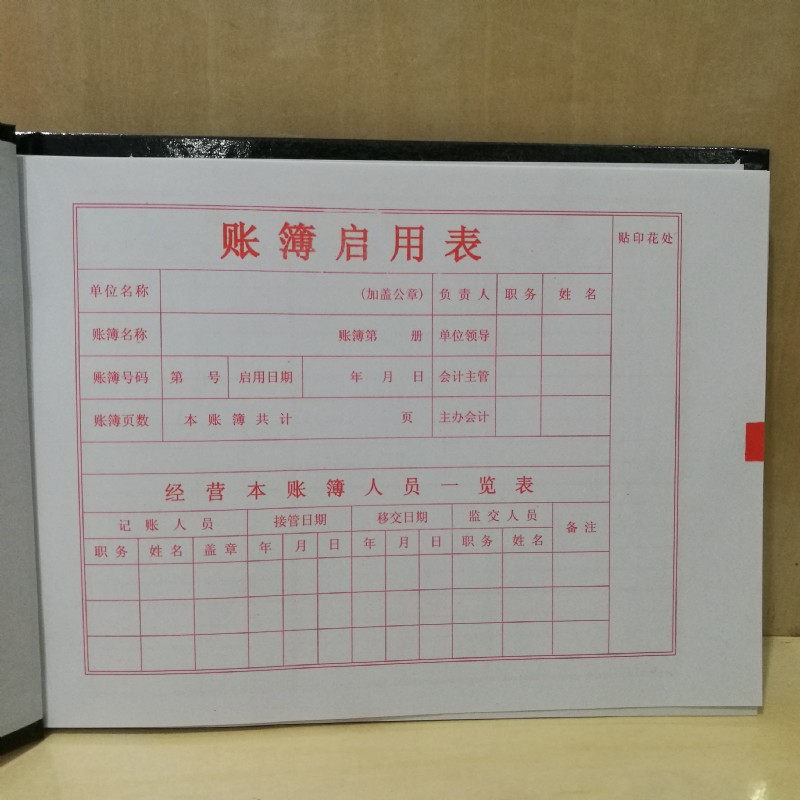 账簿启用表
贴印花处
单位名称 (加盖公章) 负责人 职务 姓名
账簿名称 账簿第 册 单位领导
账簿号码 第 号 启用日期 年 月 日 会计主管
账簿页数 本账簿共计 页 主办会计
经营本账簿人员一览表
记账人员 接管日期 移交日期 监交人员 备注
职务 姓名 盖章 年 月 日 年 月 日 职务 姓名